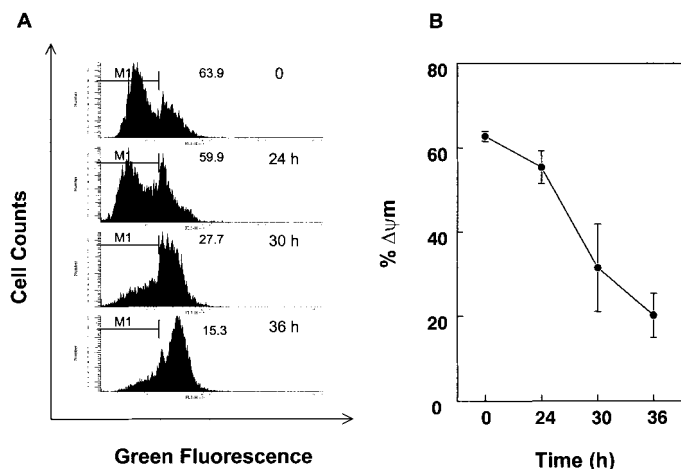 A
Cell Counts
M1
63.9
0
M1
59.9
24 h
M1
27.7
30 h
M1
15.3
36 h
Green Fluorescence
B
% Δψm
80
60
40
20
0
0 24 30 36
Time (h)